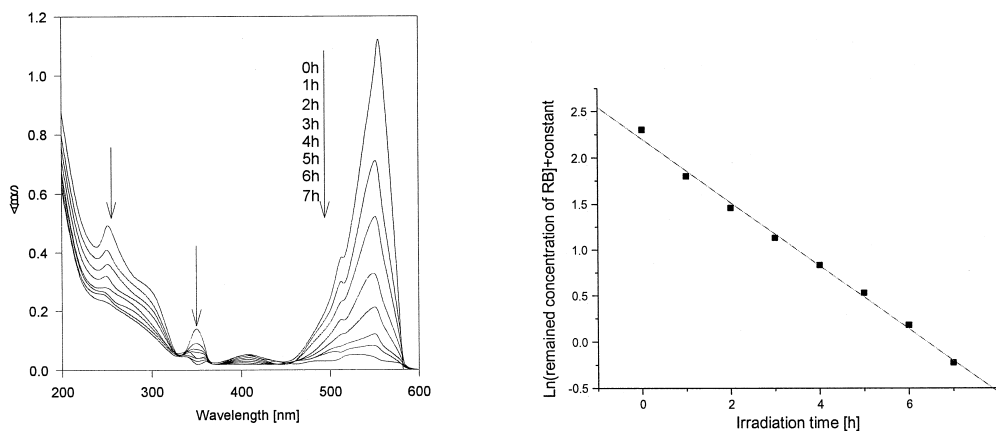 1.2
1.0
0.8
0.6
0.4
0.2
0.0
200 300 400 500 600
Wavelength [nm]
0h
1h
2h
3h
4h
5h
6h
7h
2.5
2.0
1.5
1.0
0.5
0.0
-0.5
0 2 4 6
Ln(remained concentration of RB]+constant
Irradiation time [h]